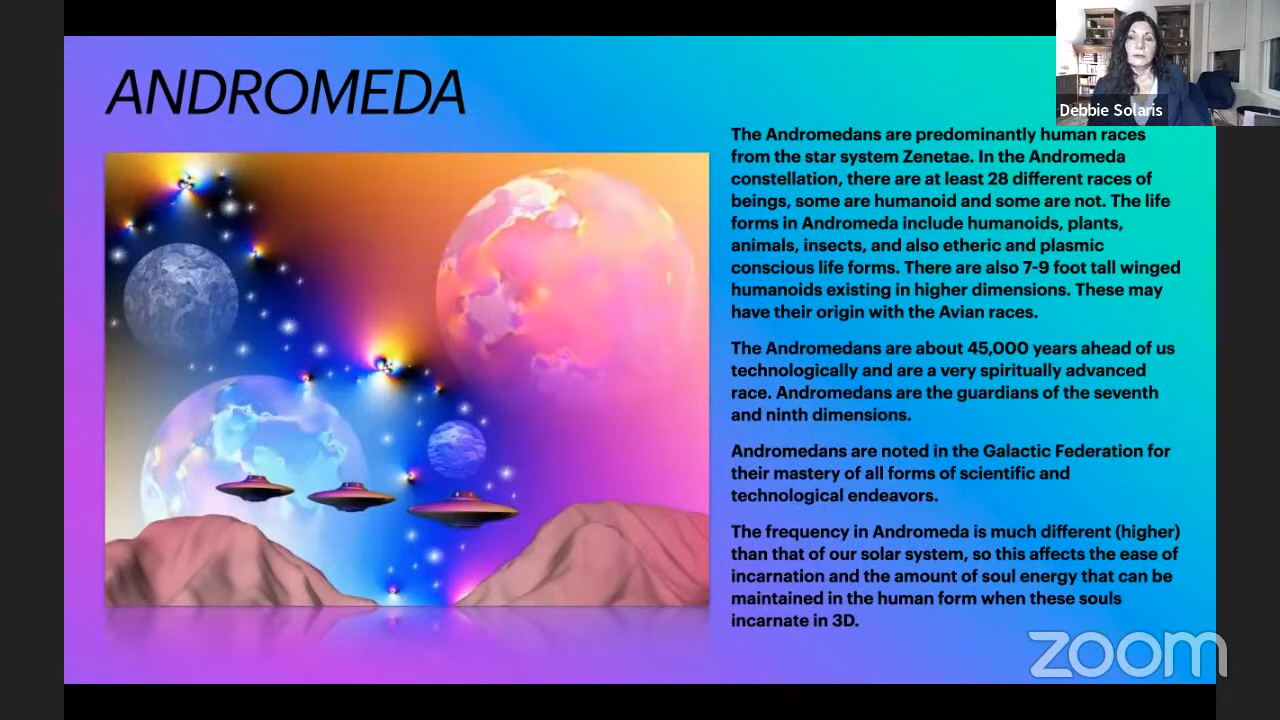 ANDROMEDA
Debbie Solaris
The Andromedans are predominantly human races
from the star system Zenetae. In the Andromeda
constellation, there are at least 28 different races of
beings, some are humanoid and some are not. The life
forms in Andromeda include humanoids, plants,
animals, insects, and also etheric and plasmic
conscious life forms. There are also 7-9 foot tall winged
humanoids existing in higher dimensions. These may
have their origin with the Avian races.
The Andromedans are about 45,000 years ahead of us
technologically and are a very spiritually advanced
race. Andromedans are the guardians of the seventh
and ninth dimensions.
Andromedans are noted in the Galactic Federation for
their mastery of all forms of scientific and
technological endeavors.
The frequency in Andromeda is much different (higher)
than that of our solar system, so this affects the ease of
incarnation and the amount of soul energy that can be
maintained in the human form when these souls
incarnate in 3D.
zoom